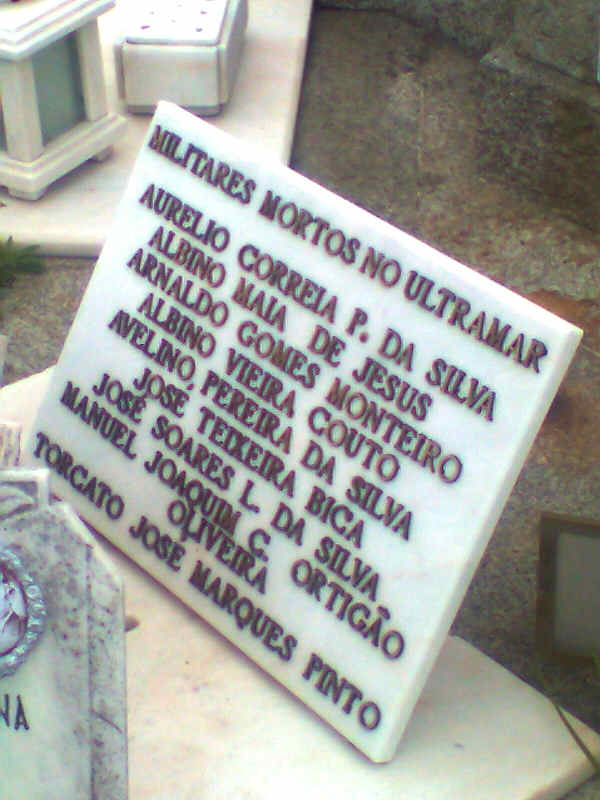 MILITARES MORTOS NO ULTRAMAR
AURELIO CORREIA P. DA SILVA
ALBINO MAIA DE JESUS
ARNALDO GOMES MONTEIRO
ALBINO VIEIRA COUTO
AVELINO PEREIRA DA SILVA
JOSÉ TEIXEIRA BICA
JOSÉ SOARES L. DA SILVA
MANUEL JOAQUIM C. ORTIGÃO
OLIVEIRA
TORCATO JOSÉ MARQUES PINTO